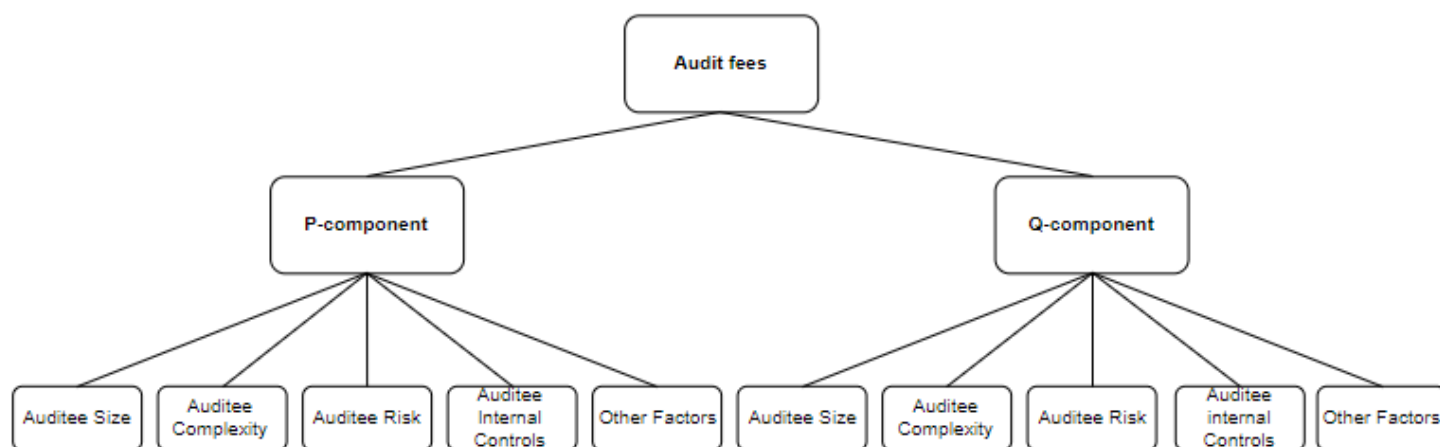 Audit fees
P-component
Q-component
Auditee Size
Auditee
Complexity
Auditee Risk
Auditee
Internal
Controls
Other Factors
Auditee Size
Auditee
Complexity
Auditee Risk
Auditee
internal
Controls
Other Factors